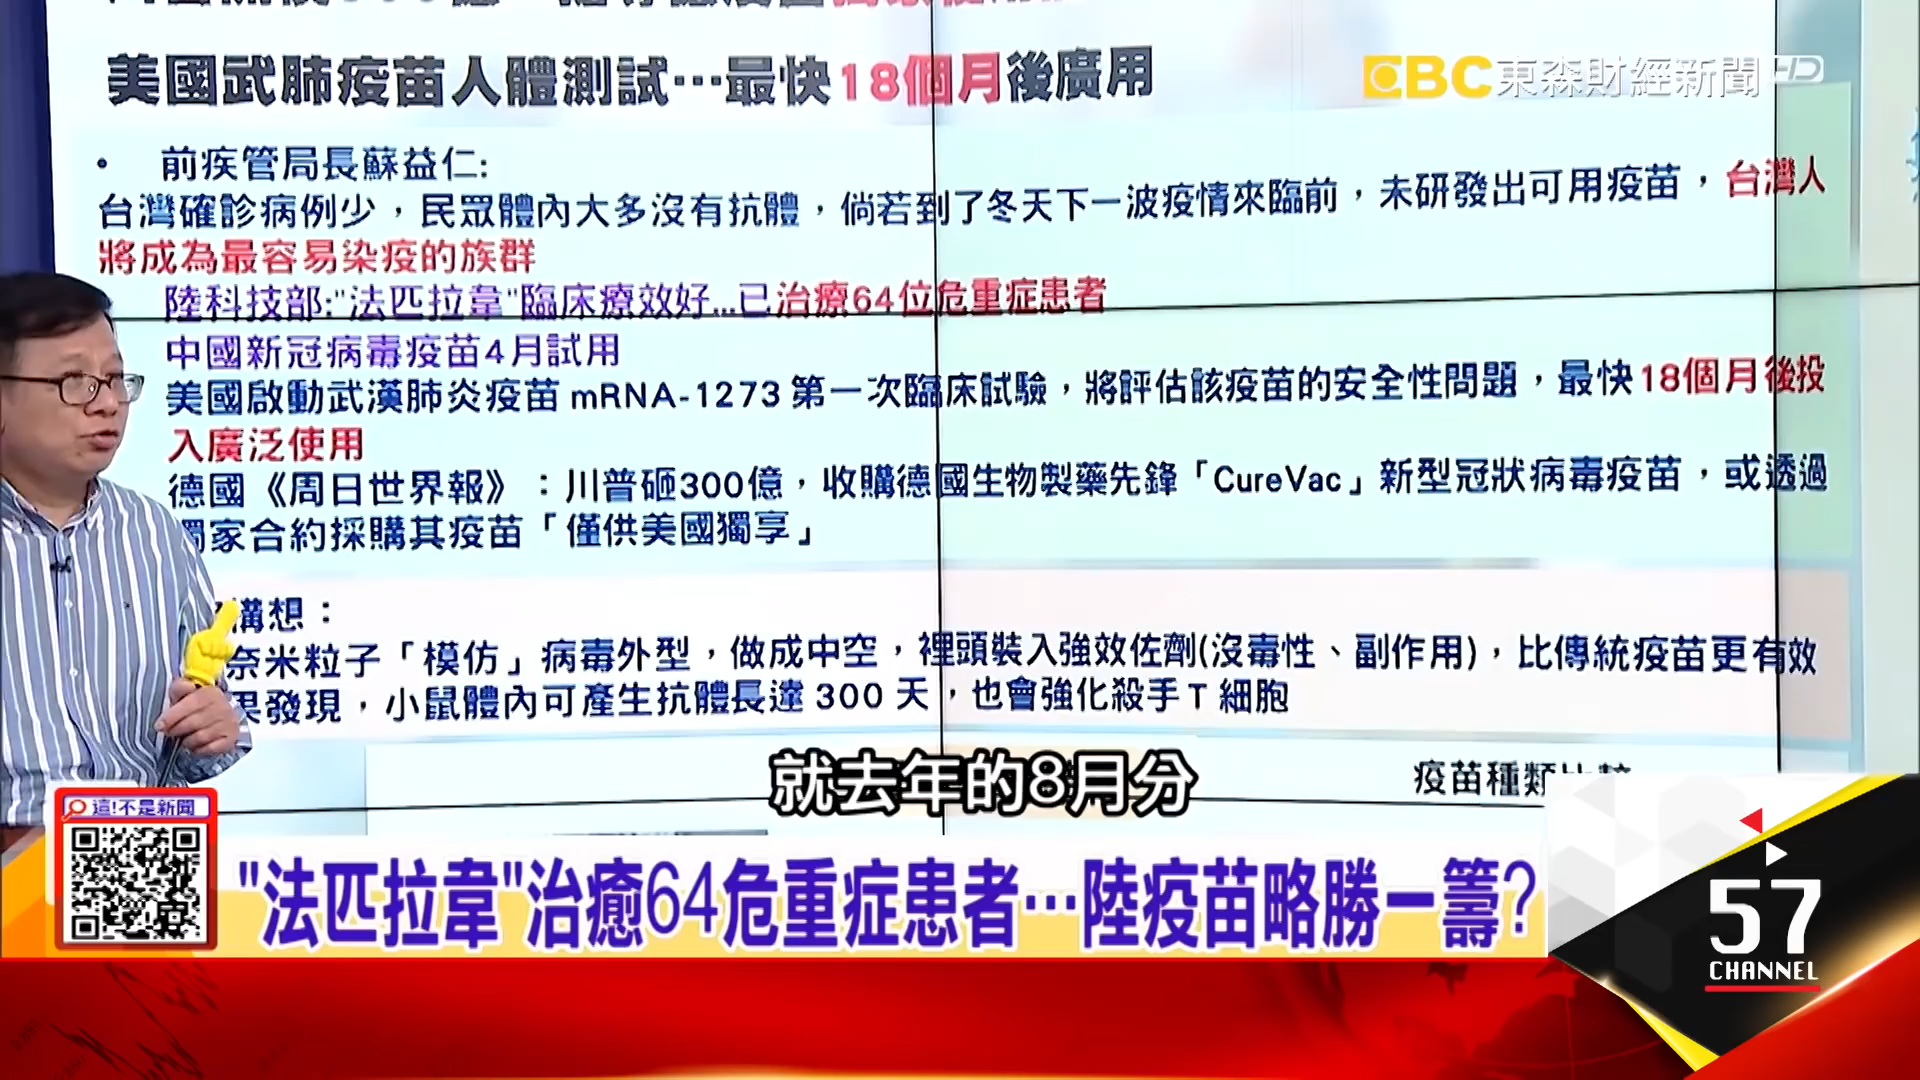 美國武肺疫苗人體測試…最快18個月後廣用
EBC東森財經新聞HD
• 前疾管局長蘇益仁:
台灣確診病例少，民眾體內大多沒有抗體，倘若到了冬天下一波疫情來臨前，未研發出可用疫苗，台灣人
將成為最容易染疫的族群
陸科技部:"法匹拉韋"臨床療效好...已治療64位危重症患者
中國新冠病毒疫苗4月試用
美國啟動武漢肺炎疫苗 mRNA-1273 第一次臨床試驗，將評估該疫苗的安全性問題，最快18個月後投
入廣泛使用
德國《周日世界報》：川普砸300億，收購德國生物製藥先鋒「CureVac」新型冠狀病毒疫苗，或透過
獨家合約採購其疫苗「僅供美國獨享」
構想：
奈米粒子「模仿」病毒外型，做成中空，裡頭裝入強效佐劑(沒毒性、副作用)，比傳統疫苗更有效
果發現，小鼠體內可產生抗體長達 300 天，也會強化殺手 T 細胞
疫苗種類比較
就去年的8月分
這!不是新聞
"法匹拉韋"治癒64危重症患者…陸疫苗略勝一籌?
57
CHANNEL